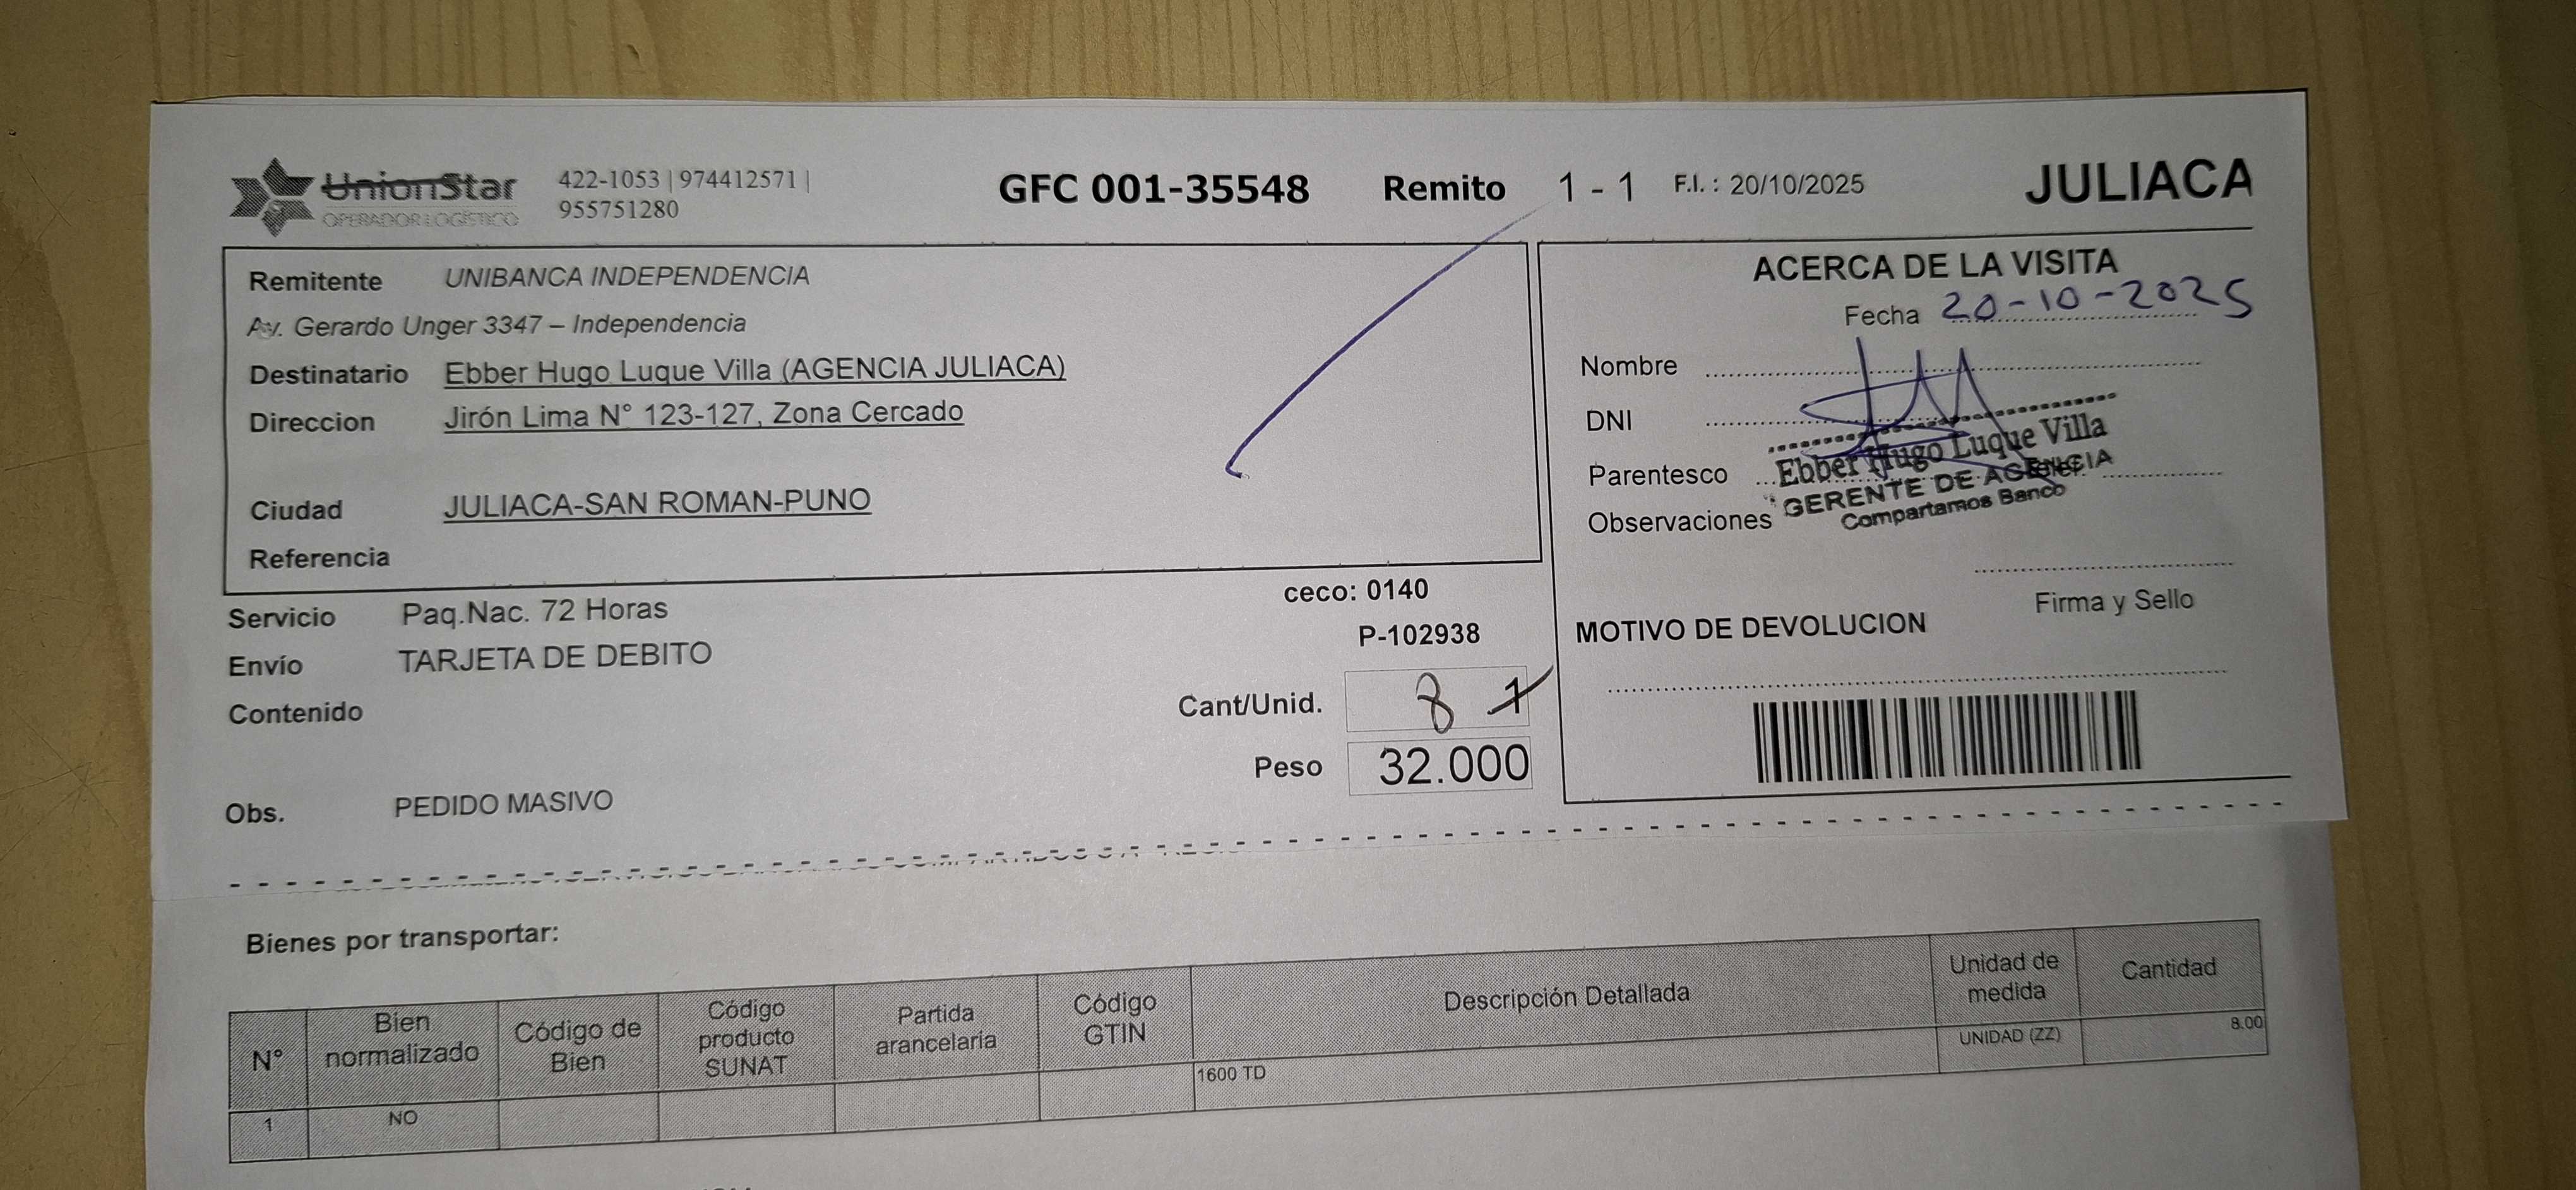 UnionStar
OPERADOR LOGÍSTICO
422-1053 | 974412571 |
955751280
GFC 001-35548 Remito 1 - 1 F.I. : 20/10/2025 JULIACA
Remitente UNIBANCA INDEPENDENCIA
Av. Gerardo Unger 3347 – Independencia
Destinatario Ebber Hugo Luque Villa (AGENCIA JULIACA)
Direccion Jirón Lima N° 123-127, Zona Cercado
Ciudad JULIACA-SAN ROMAN-PUNO
Referencia
ACERCA DE LA VISITA
Fecha 20-10-2025
Nombre
DNI
Parentesco
Observaciones
Ebber Hugo Luque Villa
GERENTE DE AGENCIA
Compartamos Banco
Firma y Sello
MOTIVO DE DEVOLUCION
Servicio Paq.Nac. 72 Horas
Envío TARJETA DE DEBITO
Contenido
Obs. PEDIDO MASIVO
ceco: 0140
P-102938
Cant/Unid. 8 1
Peso 32.000
Bienes por transportar:
N° Bien normalizado Código de Bien Código producto SUNAT Partida arancelaria Código GTIN Descripción Detallada Unidad de medida Cantidad
1 NO 1600 TD UNIDAD (ZZ) 8.00